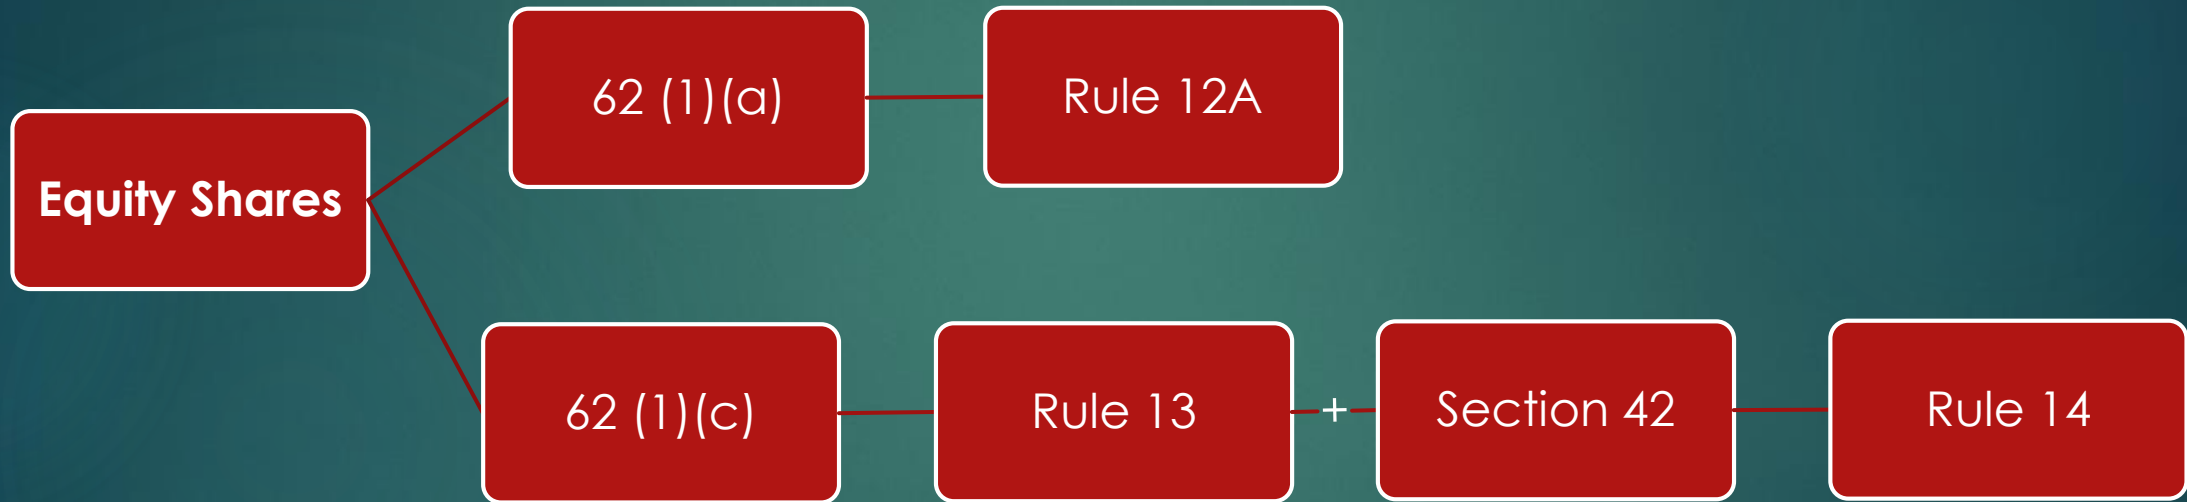 Equity Shares
62 (1)(a)
Rule 12A
62 (1)(c)
Rule 13
+
Section 42
Rule 14